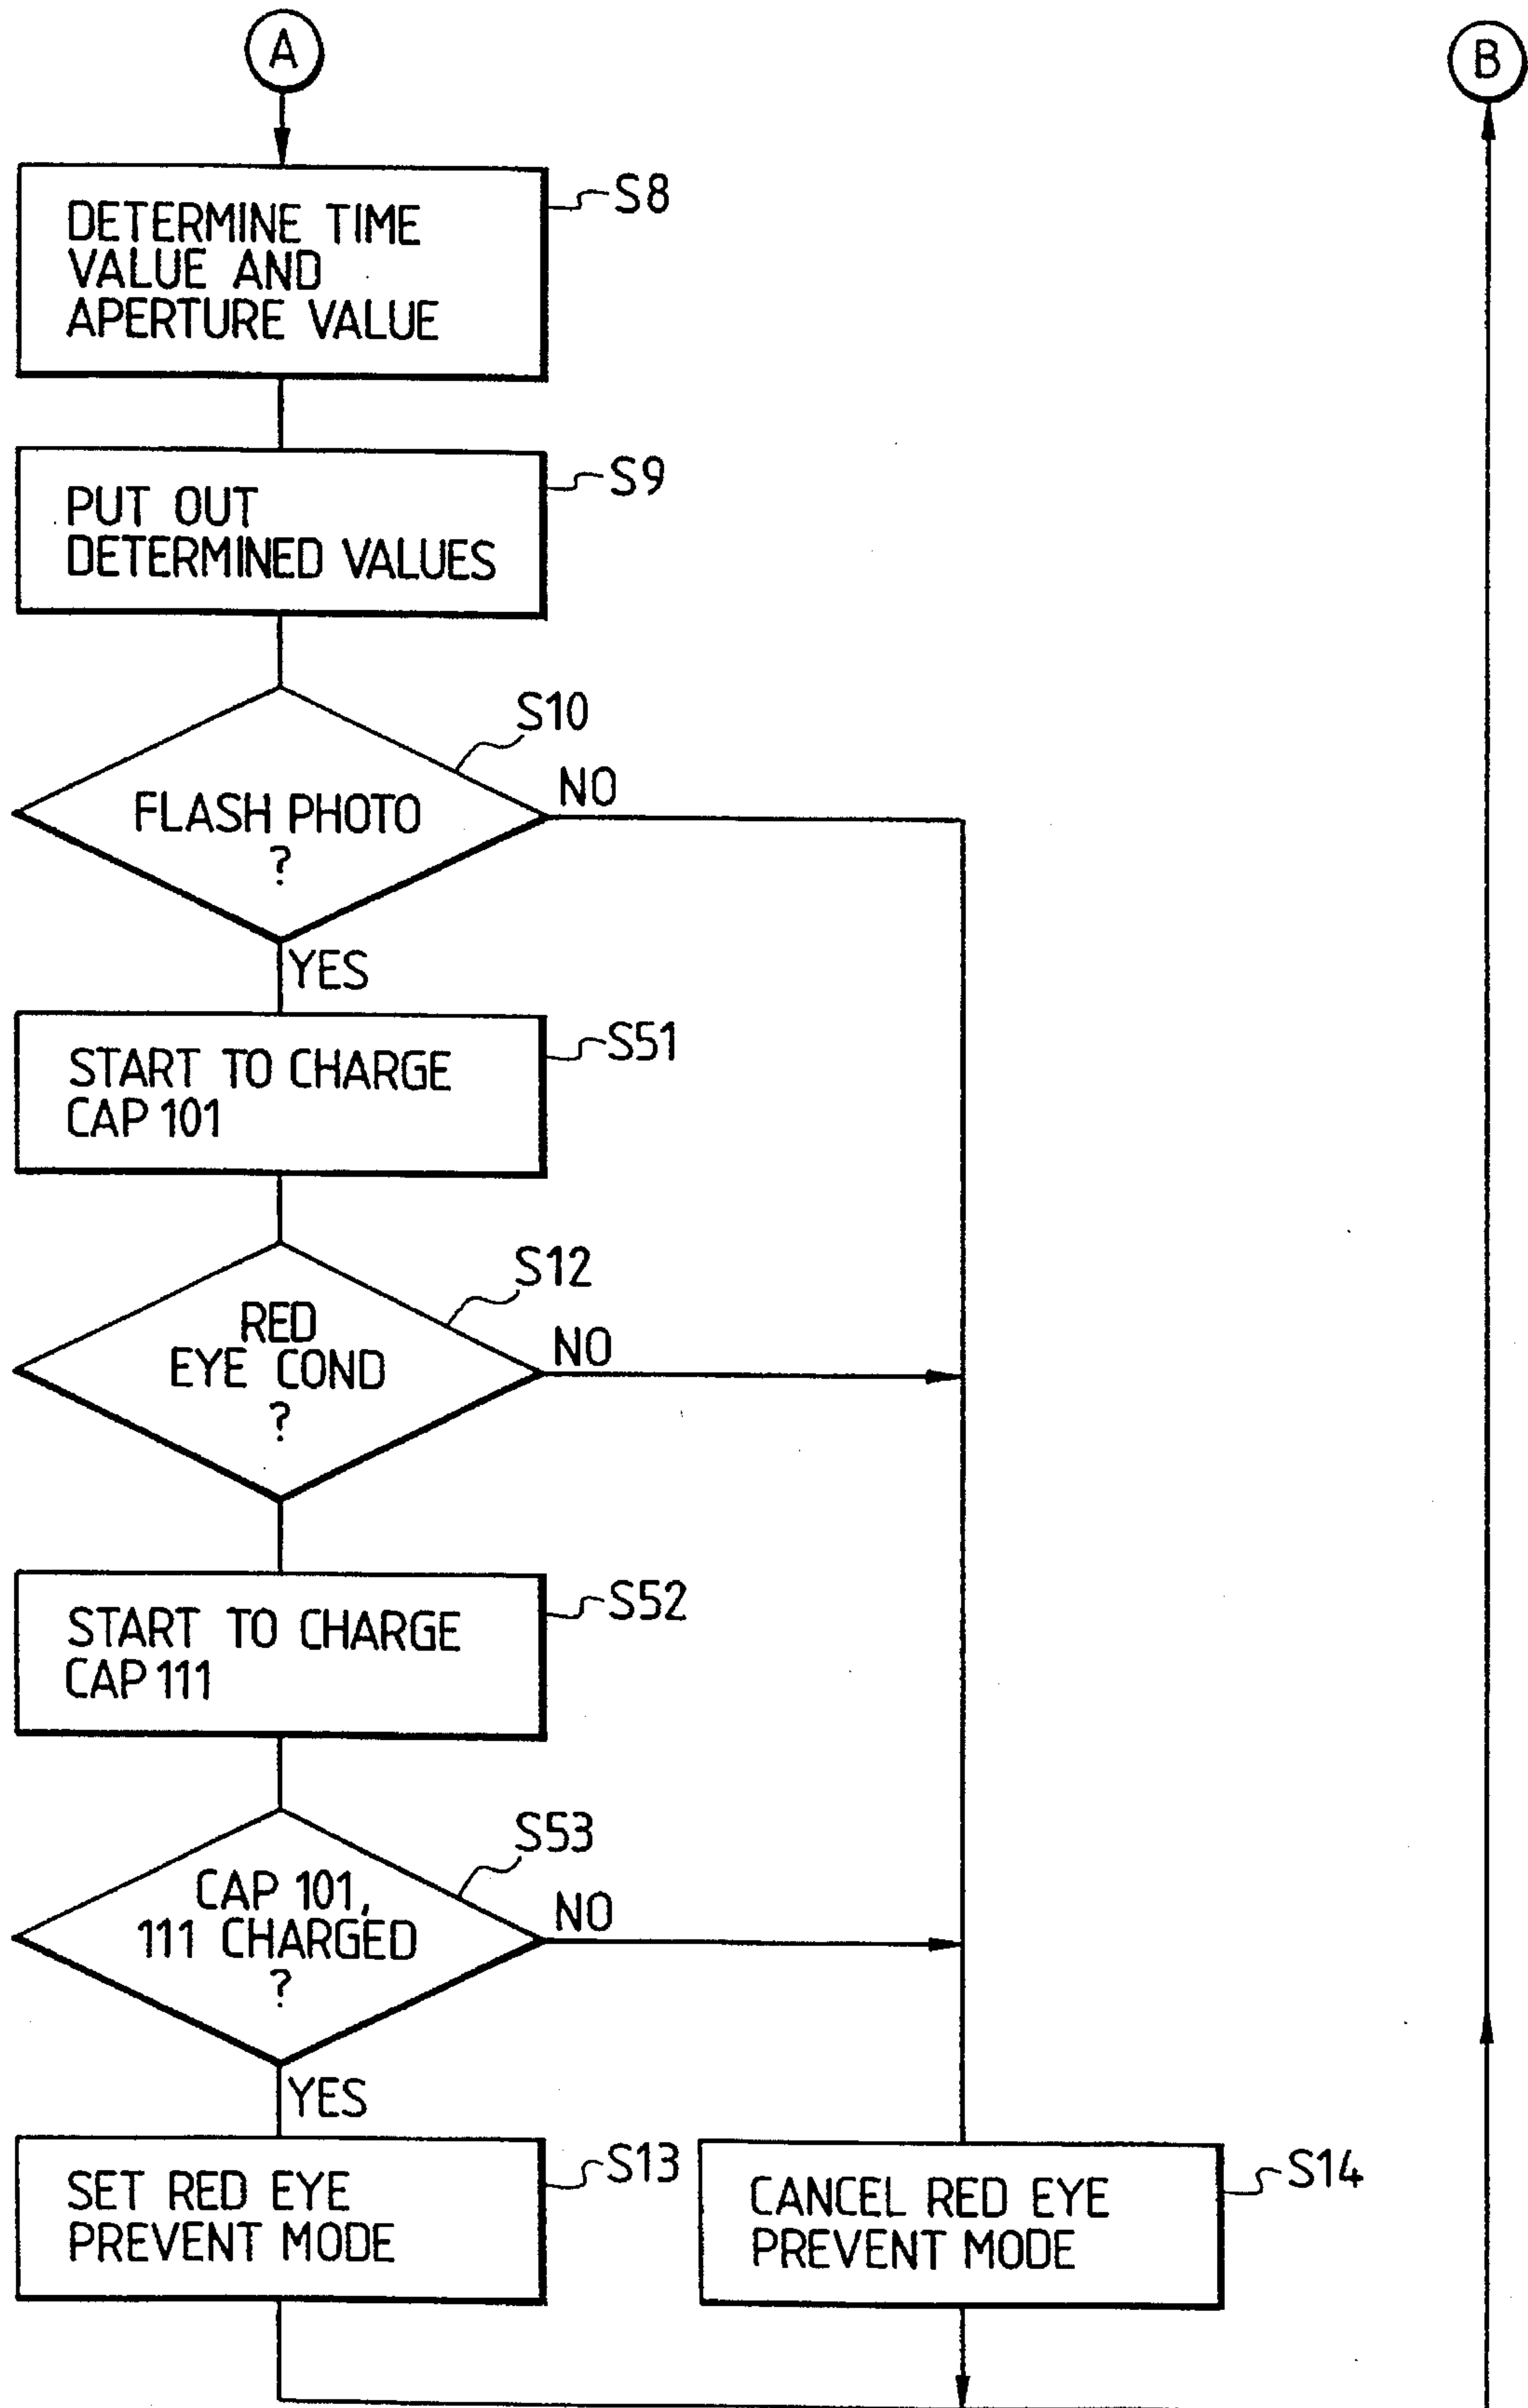 A
B
S8
DETERMINE TIME
VALUE AND
APERTURE VALUE
S9
PUT OUT
DETERMINED VALUES
S10
FLASH PHOTO
?
NO
YES
S51
START TO CHARGE
CAP 101
S12
RED
EYE COND
?
NO
S52
START TO CHARGE
CAP 111
S53
CAP 101,
111 CHARGED
?
NO
YES
S13
SET RED EYE
PREVENT MODE
S14
CANCEL RED EYE
PREVENT MODE